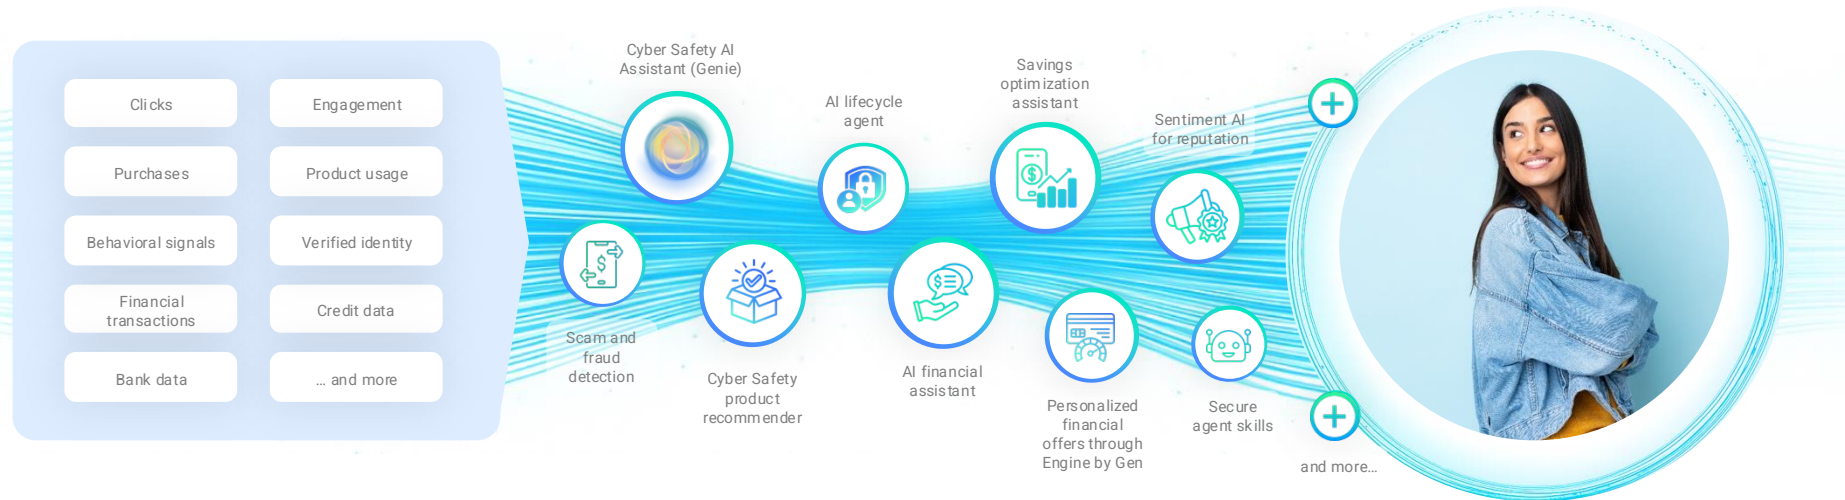 Clicks
Engagement
Purchases
Product usage
Behavioral signals
Verified identity
Financial
transactions
Credit data
Bank data
... and more
Cyber Safety AI
Assistant (Genie)
AI lifecycle
agent
Savings
optimization
assistant
Sentiment AI
for reputation
Scam and
fraud
detection
Cyber Safety
product
recommender
AI financial
assistant
Personalized
financial
offers through
Engine by Gen
Secure
agent skills
and more...